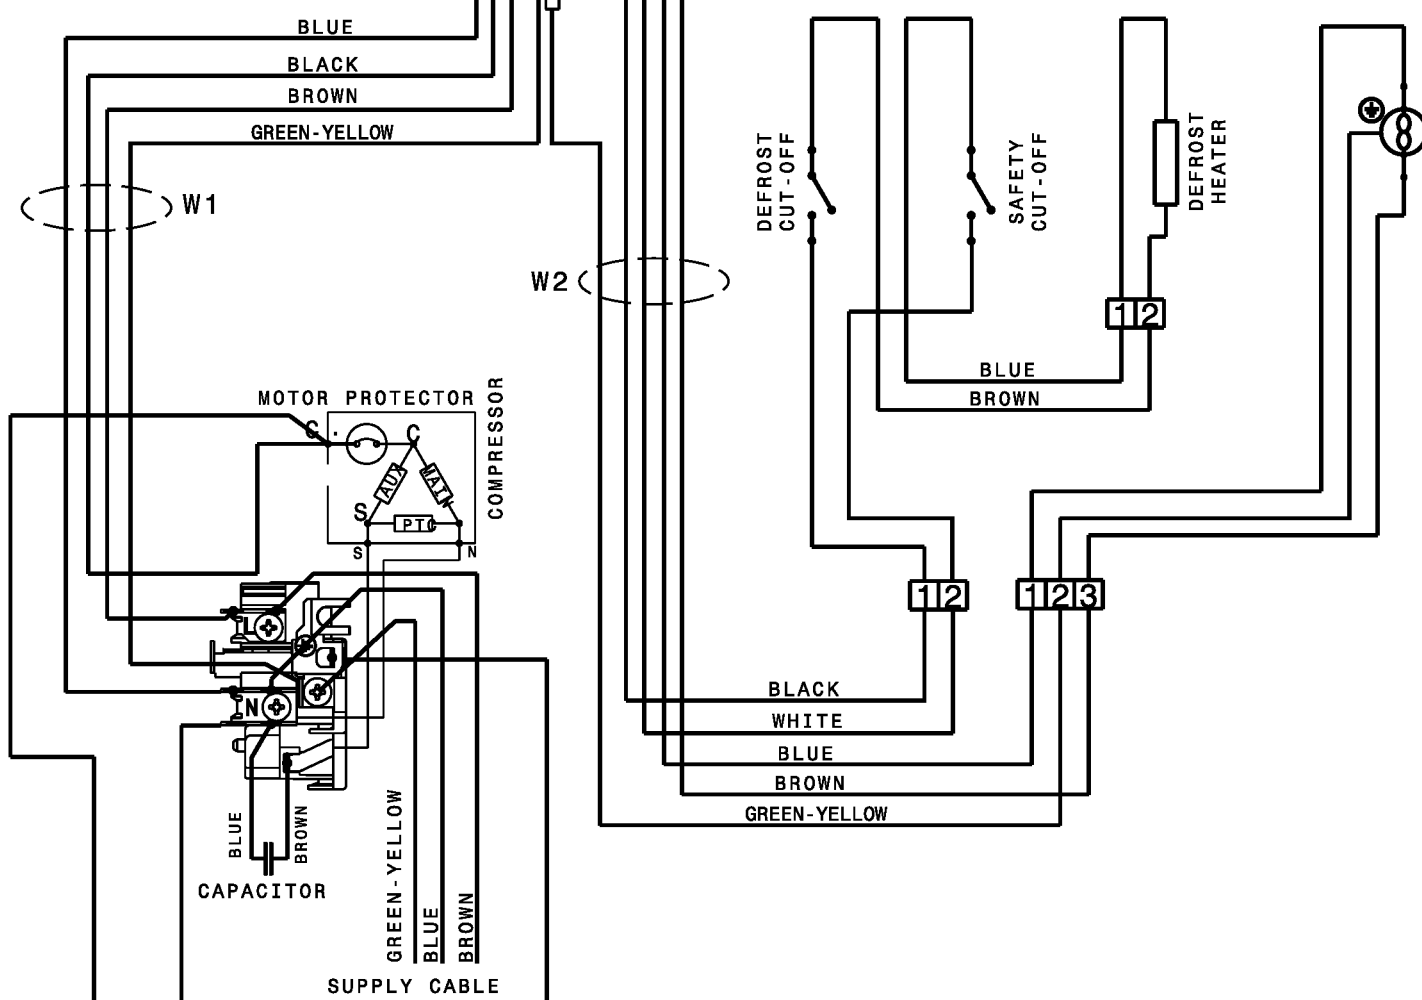 BLUE
BLACK
BROWN
GREEN-YELLOW
W1
W2
DEFROST
CUT-OFF
SAFETY
CUT-OFF
DEFROST
HEATER
1 2
BLUE
BROWN
MOTOR PROTECTOR
COMPRESSOR
C
C
AUX
MAIN
S
PTC
S
N
L
N
1 2
1 2 3
BLACK
WHITE
BLUE
BROWN
GREEN-YELLOW
BLUE
BROWN
CAPACITOR
GREEN-YELLOW
BLUE
BROWN
SUPPLY CABLE